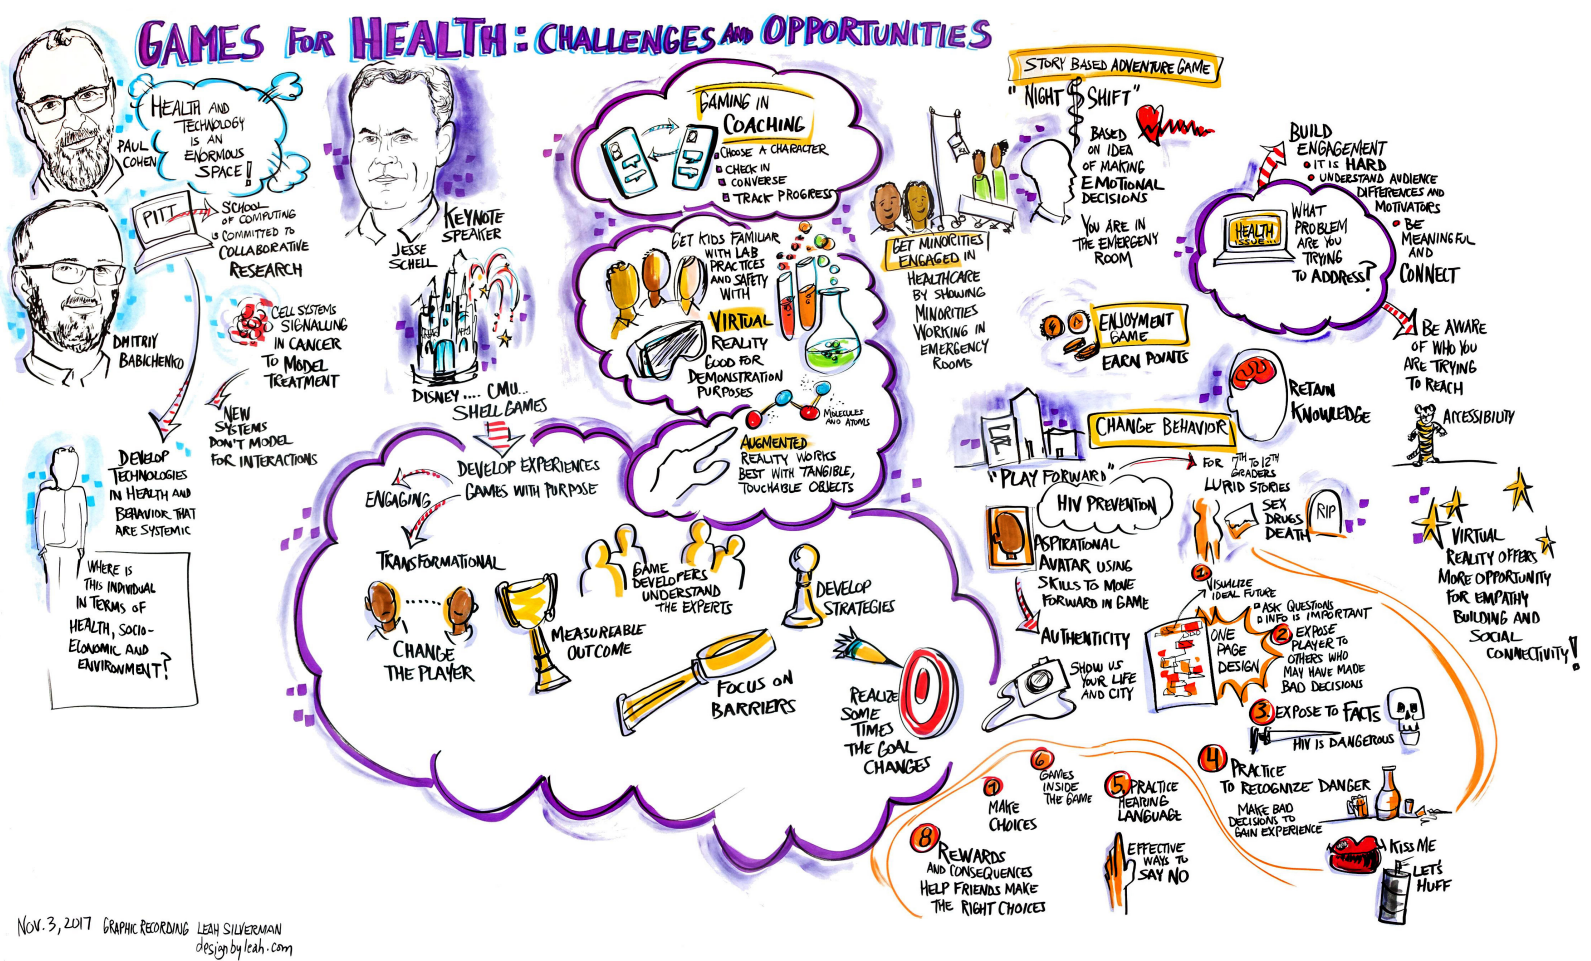 GAMES FOR HEALTH: CHALLENGES AND OPPORTUNITIES
PAUL
COHEN
HEALTH AND
TECHNOLOGY
IS AN
ENORMOUS
SPACE!
PITT
SCHOOL
OF COMPUTING
IS COMMITTED TO
COLLABORATIVE
RESEARCH
DMITRIY
BABICHENKO
CELL SYSTEMS
SIGNALLING
IN CANCER
TO MODEL
TREATMENT
NEW
SYSTEMS
DON'T MODEL
FOR INTERACTIONS
DEVELOP
TECHNOLOGIES
IN HEALTH AND
BEHAVIOR THAT
ARE SYSTEMIC
WHERE IS
THIS INDIVIDUAL
IN TERMS OF
HEALTH, SOCIO-
ECONOMIC AND
ENVIRONMENT?
KEYNOTE
SPEAKER
JESSE
SCHELL
DISNEY.... CMU...
SHELL GAMES
DEVELOP EXPERIENCES
GAMES WITH PURPOSE
ENGAGING
TRANSFORMATIONAL
CHANGE
THE PLAYER
MEASUREABLE
OUTCOME
GAME
DEVELOPERS
UNDERSTAND
THE EXPERTS
DEVELOP
STRATEGIES
FOCUS ON
BARRIERS
REALIZE
SOME
TIMES
THE GOAL
CHANGES
GAMING IN
COACHING
CHOOSE A CHARACTER
CHECK IN
CONVERSE
TRACK PROGRESS
GET KIDS FAMILIAR
WITH LAB
PRACTICES
AND SAFETY
WITH
VIRTUAL
REALITY
GOOD FOR
DEMONSTRATION
PURPOSES
MOLECULES
AND ATOMS
AUGMENTED
REALITY WORKS
BEST WITH TANGIBLE,
TOUCHABLE OBJECTS
GET MINORITIES
ENGAGED IN
HEALTHCARE
BY SHOWING
MINORITIES
WORKING IN
EMERGENCY
ROOMS
STORY BASED ADVENTURE GAME
"NIGHT SHIFT"
BASED
ON IDEA
OF MAKING
EMOTIONAL
DECISIONS
YOU ARE IN
THE EMERGENY
ROOM
ENJOYMENT
GAME
EARN POINTS
BUILD
ENGAGEMENT
IT IS HARD
UNDERSTAND AUDIENCE
DIFFERENCES AND
MOTIVATORS
BE
MEANINGFUL
AND
CONNECT
HEALTH
ISSUE...
WHAT
PROBLEM
ARE YOU
TRYING
TO ADDRESS?
BE AWARE
OF WHO YOU
ARE TRYING
TO REACH
ACCESSIBILITY
RETAIN
KNOWLEDGE
CHANGE BEHAVIOR
"PLAY FORWARD"
HIV PREVENTION
FOR 7TH TO 12TH
GRADERS
LURID STORIES
SEX
DRUGS
DEATH
RIP
ASPIRATIONAL
AVATAR USING
SKILLS TO MOVE
FORWARD IN GAME
AUTHENTICITY
SHOW US
YOUR LIFE
AND CITY
VIRTUAL
REALITY OFFERS
MORE OPPORTUNITY
FOR EMPATHY
BUILDING AND
SOCIAL
CONNECTIVITY!
1
VISUALIZE
IDEAL FUTURE
ASK QUESTIONS
INFO IS IMPORTANT
ONE
PAGE
DESIGN
2 EXPOSE
PLAYER TO
OTHERS WHO
MAY HAVE MADE
BAD DECISIONS
3. EXPOSE TO FACTS
HIV IS DANGEROUS
4 PRACTICE
TO RECOGNIZE DANGER
MAKE BAD
DECISIONS TO
GAIN EXPERIENCE
KISS ME
LET'S
HUFF
5 PRACTICE
HEARING
LANGUAGE
EFFECTIVE
WAYS TO
SAY NO
6
GAMES
INSIDE
THE GAME
7
MAKE
CHOICES
8
REWARDS
AND CONSEQUENCES
HELP FRIENDS MAKE
THE RIGHT CHOICES
NOV. 3, 2017 GRAPHIC RECORDING LEAH SILVERMAN
designbyleah.com